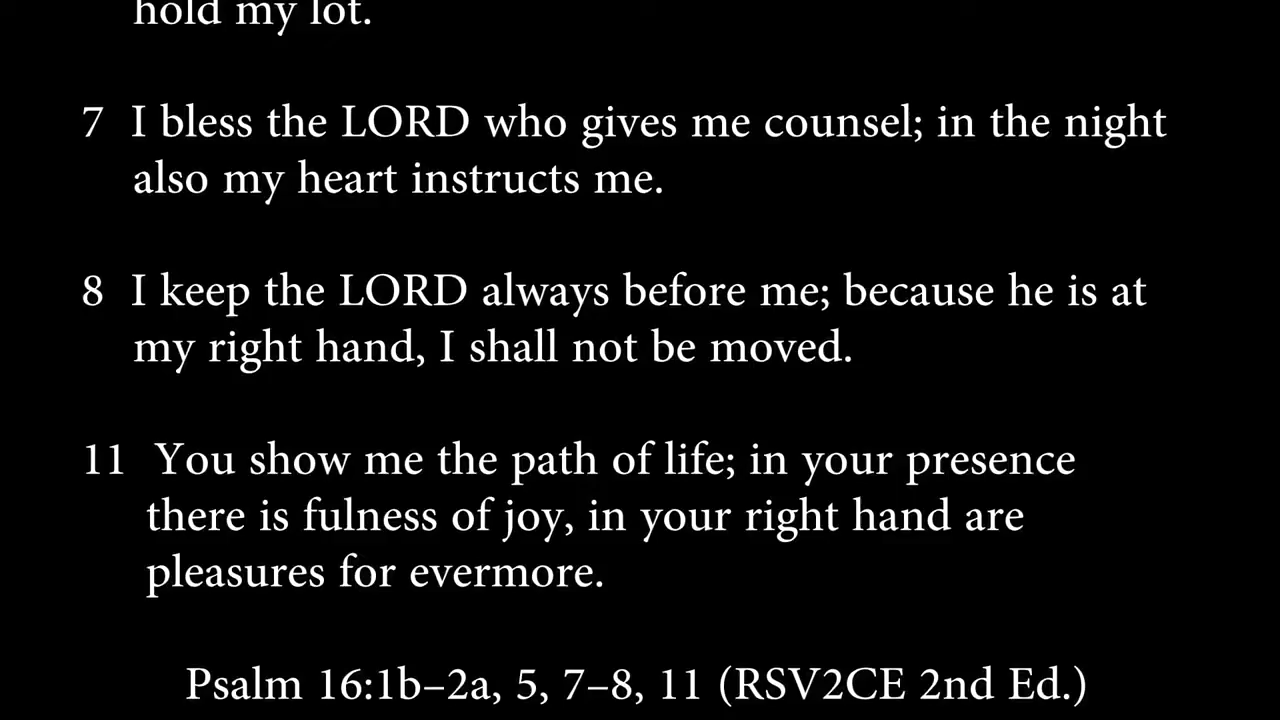 hold my lot.
7 I bless the LORD who gives me counsel; in the night
also my heart instructs me.
8 I keep the LORD always before me; because he is at
my right hand, I shall not be moved.
11 You show me the path of life; in your presence
there is fulness of joy, in your right hand are
pleasures for evermore.
Psalm 16:1b–2a, 5, 7–8, 11 (RSV2CE 2nd Ed.)